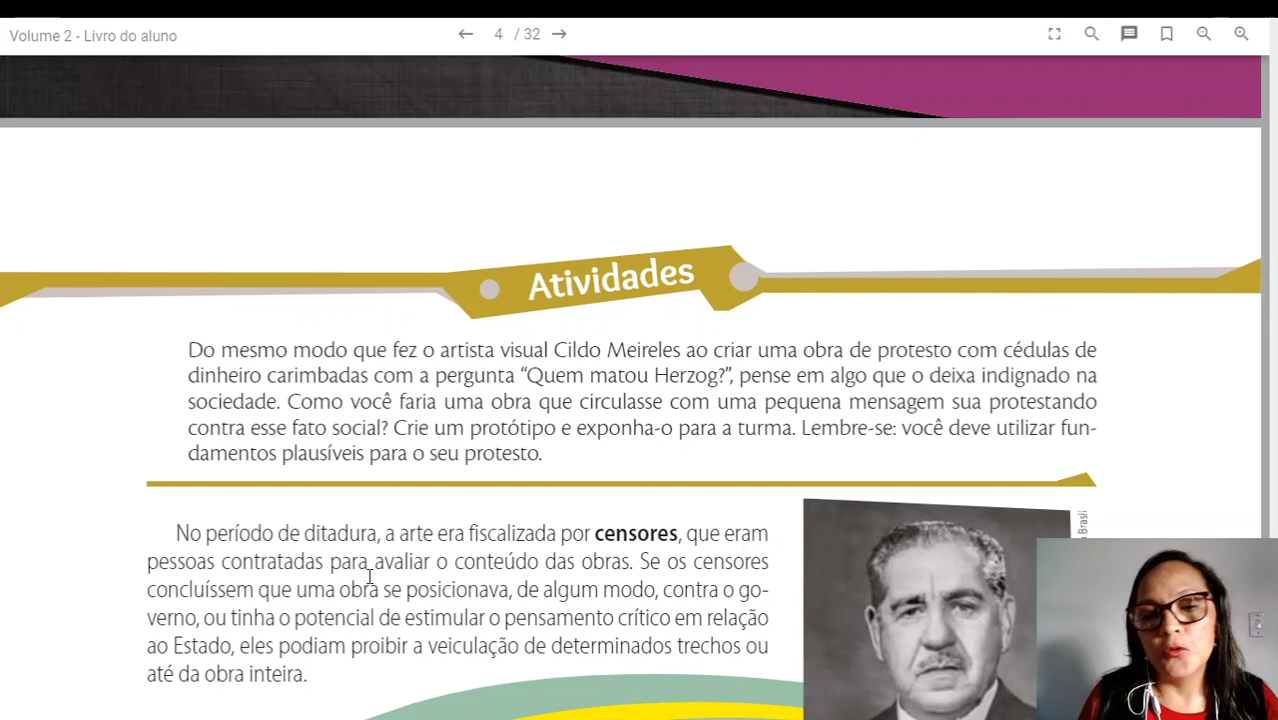 Volume 2 - Livro do aluno
4 / 32
Atividades
Do mesmo modo que fez o artista visual Cildo Meireles ao criar uma obra de protesto com cédulas de
dinheiro carimbadas com a pergunta “Quem matou Herzog?”, pense em algo que o deixa indignado na
sociedade. Como você faria uma obra que circulasse com uma pequena mensagem sua protestando
contra esse fato social? Crie um protótipo e exponha-o para a turma. Lembre-se: você deve utilizar fun-
damentos plausíveis para o seu protesto.
No período de ditadura, a arte era fiscalizada por censores, que eram
pessoas contratadas para avaliar o conteúdo das obras. Se os censores
concluíssem que uma obra se posicionava, de algum modo, contra o go-
verno, ou tinha o potencial de estimular o pensamento crítico em relação
ao Estado, eles podiam proibir a veiculação de determinados trechos ou
até da obra inteira.
Brasil